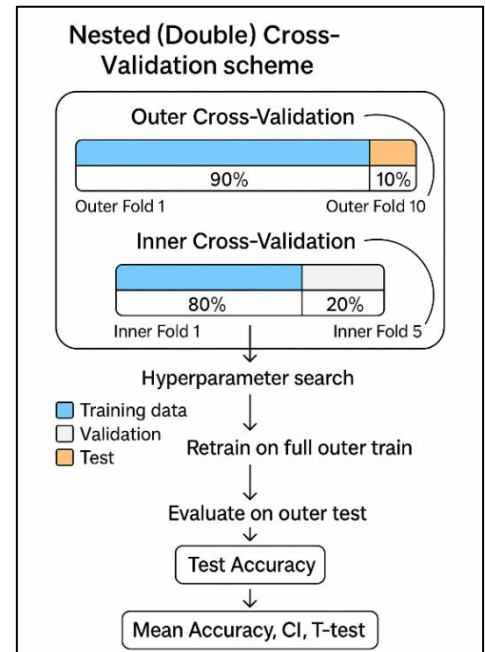 Nested (Double) Cross-
Validation scheme
Outer Cross-Validation
90%
10%
Outer Fold 1
Outer Fold 10
Inner Cross-Validation
80%
20%
Inner Fold 1
Inner Fold 5
Hyperparameter search
Training data
Validation
Test
Retrain on full outer train
Evaluate on outer test
Test Accuracy
Mean Accuracy, CI, T-test